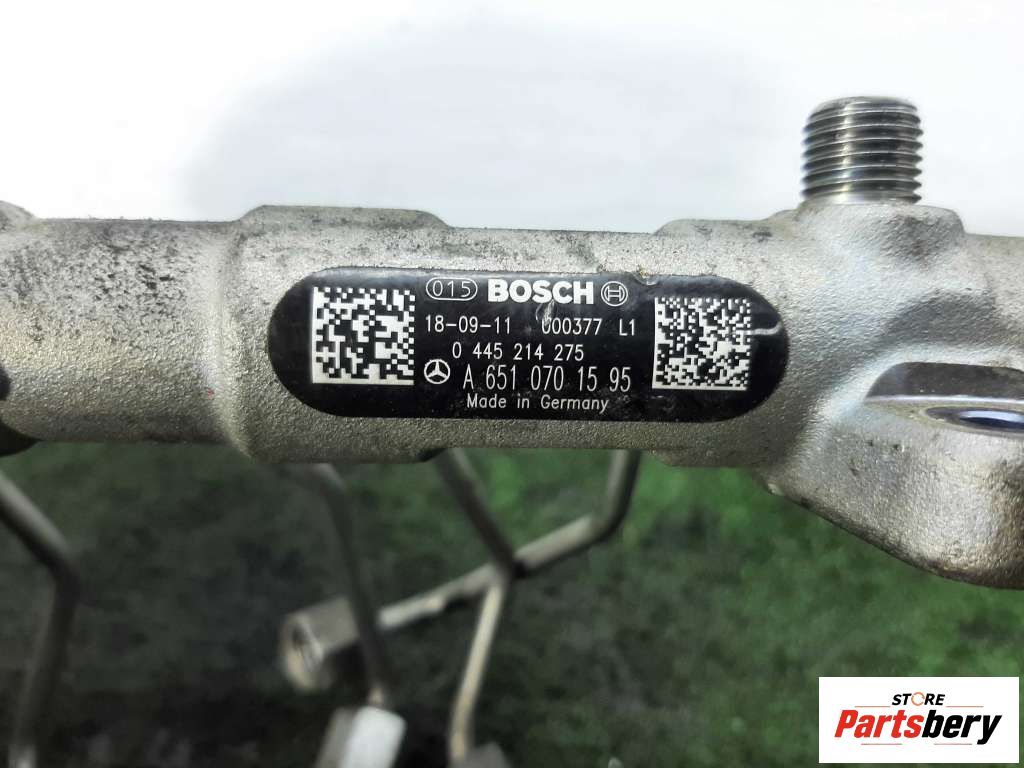 015 BOSCH
18-09-11 000377 L1
0 445 214 275
A 651 070 15 95
Made in Germany
STORE
Partsbery